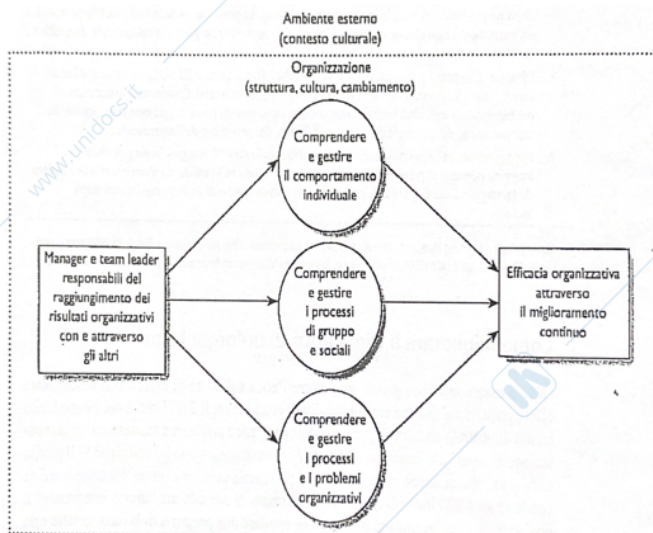 Ambiente esterno
(contesto culturale)
Organizzazione
(struttura, cultura, cambiamento)
Comprendere
e gestire
il comportamento
individuale
Manager e team leader
responsabili del
raggiungimento dei
risultati organizzativi
con e attraverso
gli altri
Comprendere
e gestire
i processi
di gruppo
e sociali
Efficacia organizzativa
attraverso
il miglioramento
continuo
Comprendere
e gestire
i processi
e i problemi
organizzativi
www.unidocs.it